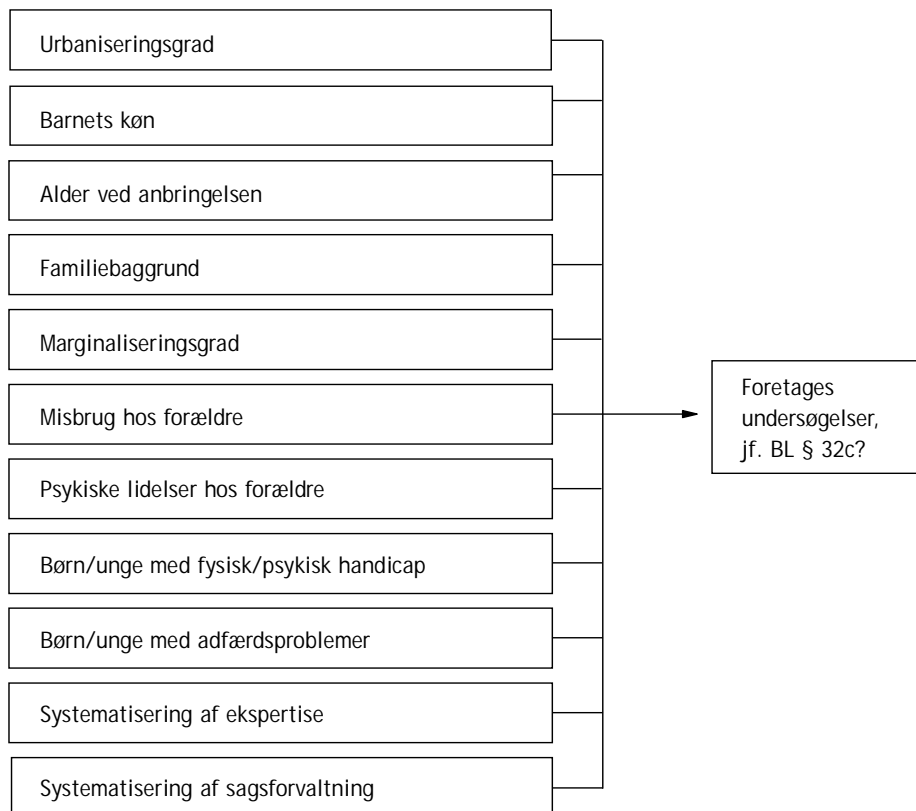 Urbaniseringsgrad
Barnets køn
Alder ved anbringelsen
Familiebaggrund
Marginaliseringsgrad
Misbrug hos forældre
Psykiske lidelser hos forældre
Børn/unge med fysisk/psykisk handicap
Børn/unge med adfærdsproblemer
Systematisering af ekspertise
Systematisering af sagsforvaltning
Foretages
undersøgelser,
jf. BL § 32c?